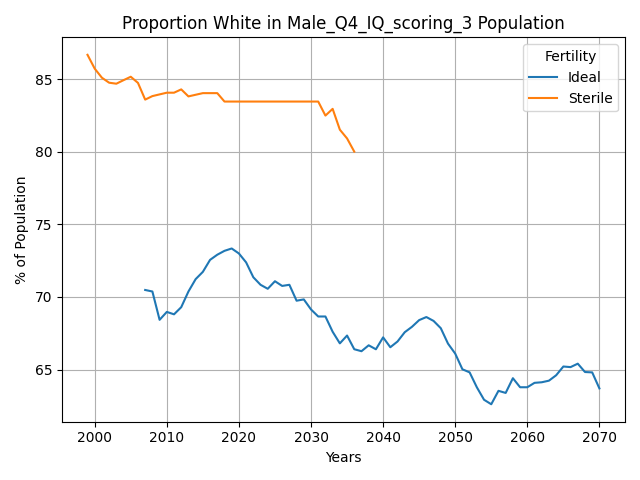 Proportion White in Male_Q4_IQ_scoring_3 Population
Fertility
Ideal
Sterile
% of Population
85
80
75
70
65
2000 2010 2020 2030 2040 2050 2060 2070
Years